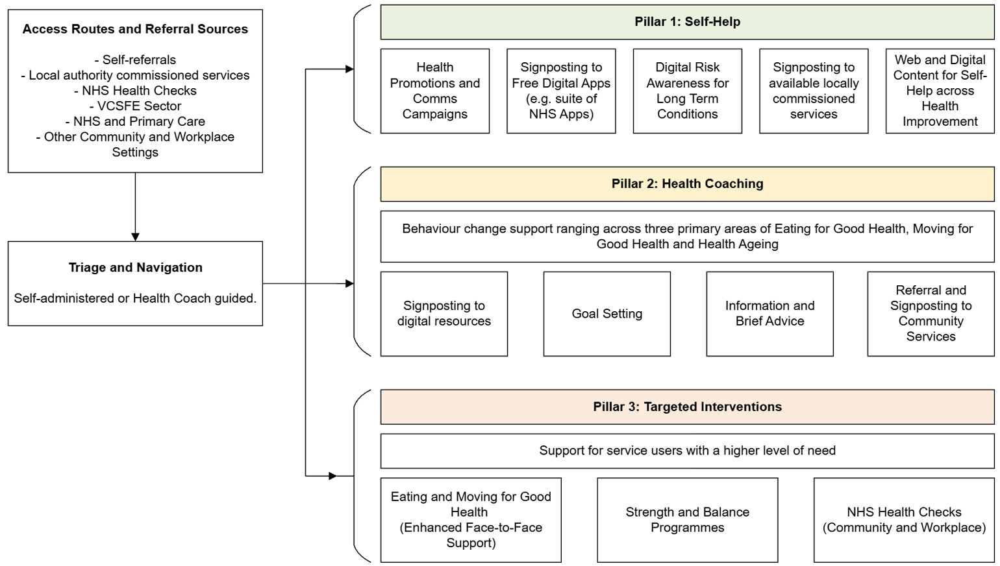 Access Routes and Referral Sources
- Self-referrals
- Local authority commissioned services
- NHS Health Checks
- VCSFE Sector
- NHS and Primary Care
- Other Community and Workplace
Settings
Triage and Navigation
Self-administered or Health Coach guided.
Pillar 1: Self-Help
Health
Promotions and
Comms
Campaigns
Signposting to
Free Digital Apps
(e.g. suite of
NHS Apps)
Digital Risk
Awareness for
Long Term
Conditions
Signposting to
available locally
commissioned
services
Web and Digital
Content for Self-
Help across
Health
Improvement
Pillar 2: Health Coaching
Behaviour change support ranging across three primary areas of Eating for Good Health, Moving for
Good Health and Health Ageing
Signposting to
digital resources
Goal Setting
Information and
Brief Advice
Referral and
Signposting to
Community
Services
Pillar 3: Targeted Interventions
Support for service users with a higher level of need
Eating and Moving for Good
Health
(Enhanced Face-to-Face
Support)
Strength and Balance
Programmes
NHS Health Checks
(Community and Workplace)